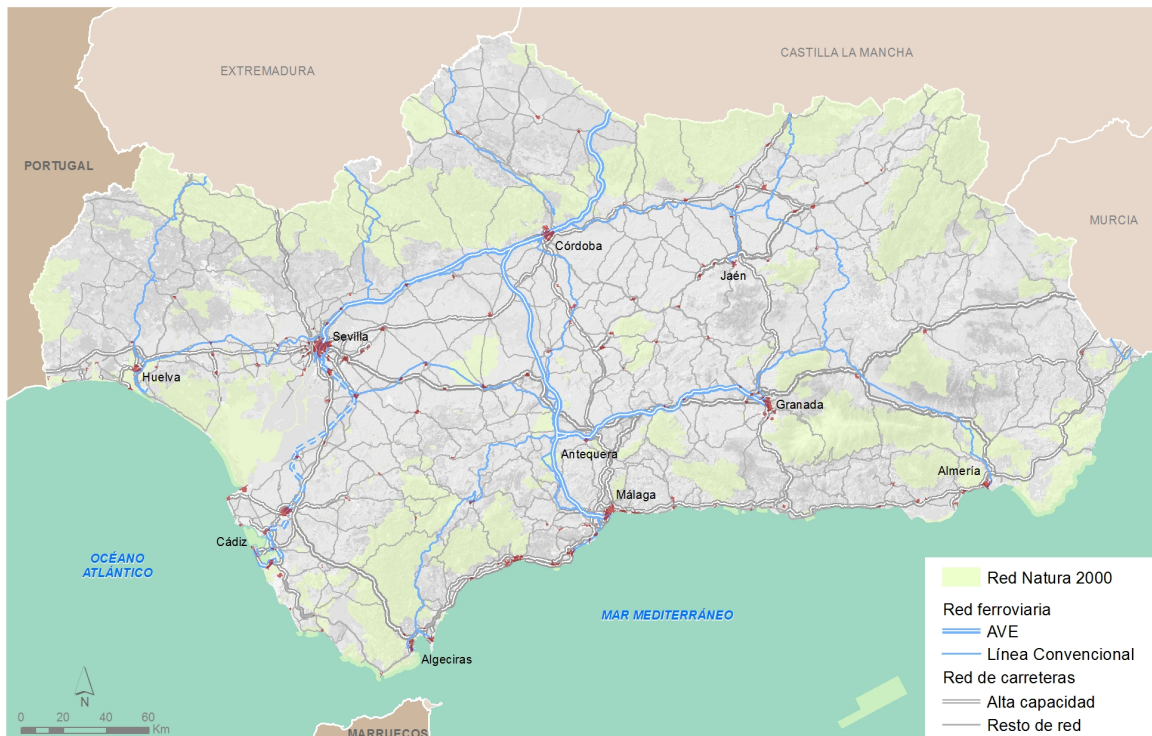 CASTILLA LA MANCHA
EXTREMADURA
PORTUGAL
MURCIA
Córdoba
Jaén
Sevilla
Huelva
Granada
Antequera
Almería
Málaga
Cádiz
OCÉANO
ATLÁNTICO
MAR MEDITERRÁNEO
Algeciras
MARRUECOS
N
0 20 40 60
Km
Red Natura 2000
Red ferroviaria
AVE
Línea Convencional
Red de carreteras
Alta capacidad
Resto de red